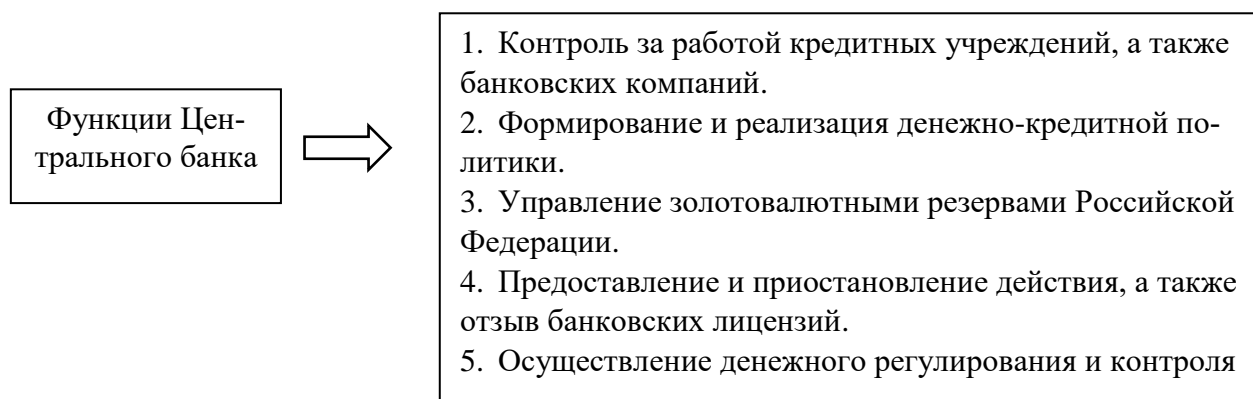 Функции Цен-
трального банка
1. Контроль за работой кредитных учреждений, а также
банковских компаний.
2. Формирование и реализация денежно-кредитной по-
литики.
3. Управление золотовалютными резервами Российской
Федерации.
4. Предоставление и приостановление действия, а также
отзыв банковских лицензий.
5. Осуществление денежного регулирования и контроля